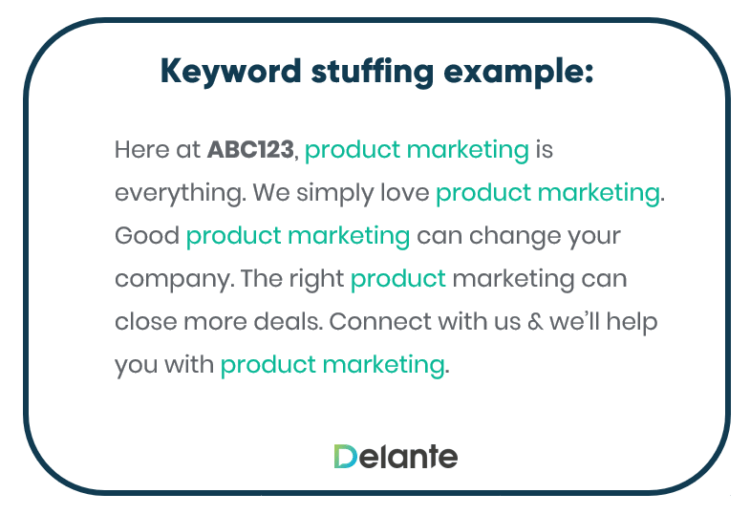 Keyword stuffing example:
Here at ABC123, product marketing is
everything. We simply love product marketing.
Good product marketing can change your
company. The right product marketing can
close more deals. Connect with us & we'll help
you with product marketing.
Delante